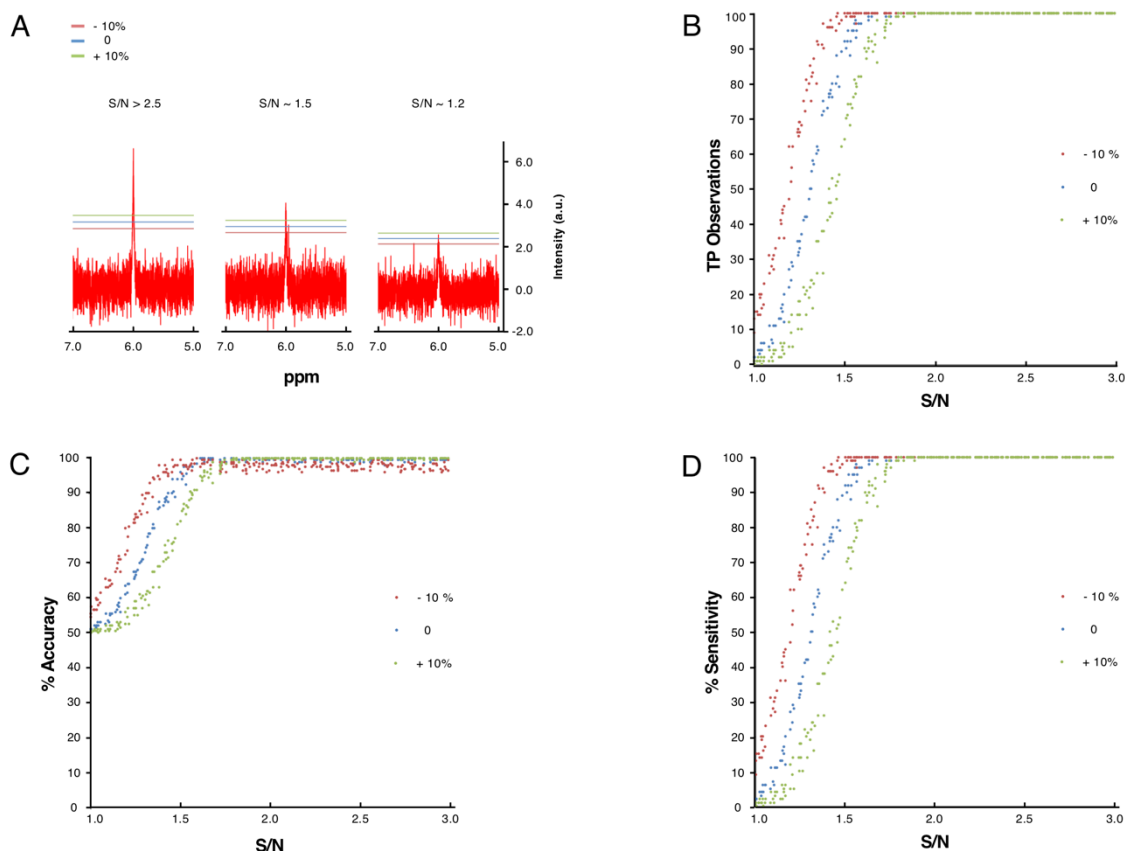 A
- 10%
0
+ 10%
S/N > 2.5
S/N ~ 1.5
S/N ~ 1.2
6.0
4.0
2.0
0.0
-2.0
Intensity (a.u.)
7.0 6.0 5.0
7.0 6.0 5.0
7.0 6.0 5.0
ppm
B
100
90
80
70
60
50
40
30
20
10
0
TP Observations
- 10 %
0
+ 10%
1.0 1.5 2.0 2.5 3.0
S/N
C
100
90
80
70
60
50
40
30
20
10
0
% Accuracy
- 10 %
0
+ 10%
1.0 1.5 2.0 2.5 3.0
S/N
D
100
90
80
70
60
50
40
30
20
10
0
% Sensitivity
- 10 %
0
+ 10%
1.0 1.5 2.0 2.5 3.0
S/N